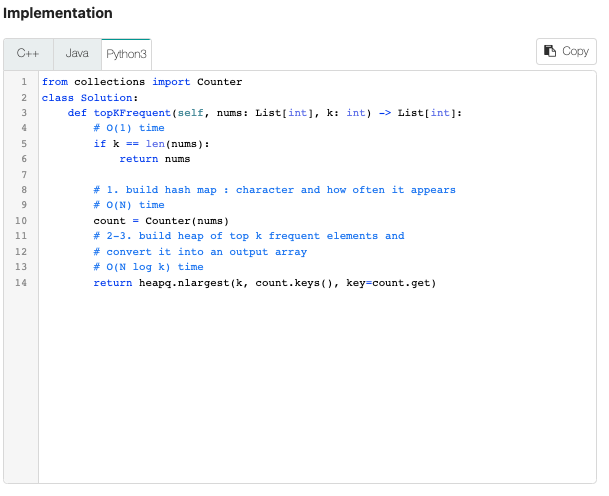 Implementation
C++ Java Python3 Copy
1 from collections import Counter
2 class Solution:
3     def topKFrequent(self, nums: List[int], k: int) -> List[int]:
4         # O(1) time
5         if k == len(nums):
6             return nums
7
8         # 1. build hash map : character and how often it appears
9         # O(N) time
10         count = Counter(nums)
11         # 2-3. build heap of top k frequent elements and
12         # convert it into an output array
13         # O(N log k) time
14         return heapq.nlargest(k, count.keys(), key=count.get)